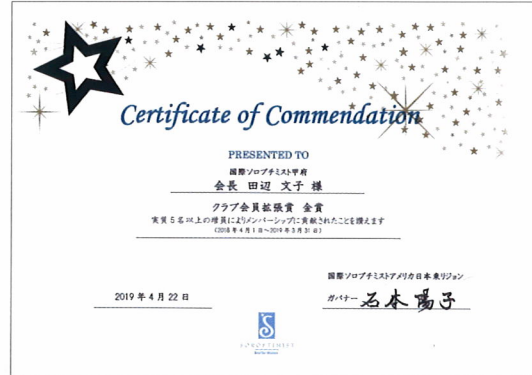 Certificate of Commendation
PRESENTED TO
国際ソロプチミスト甲府
会長 田辺 文子 様
クラブ会員拡張賞 金賞
実質5名以上の増員によりメンバーシップに貢献されたことを讃えます
(2018年4月1日~2019年3月31日)
国際ソロプチミストアメリカ日本東リジョン
2019年4月22日
ガバナー 石本陽子
SOROPTIMIST